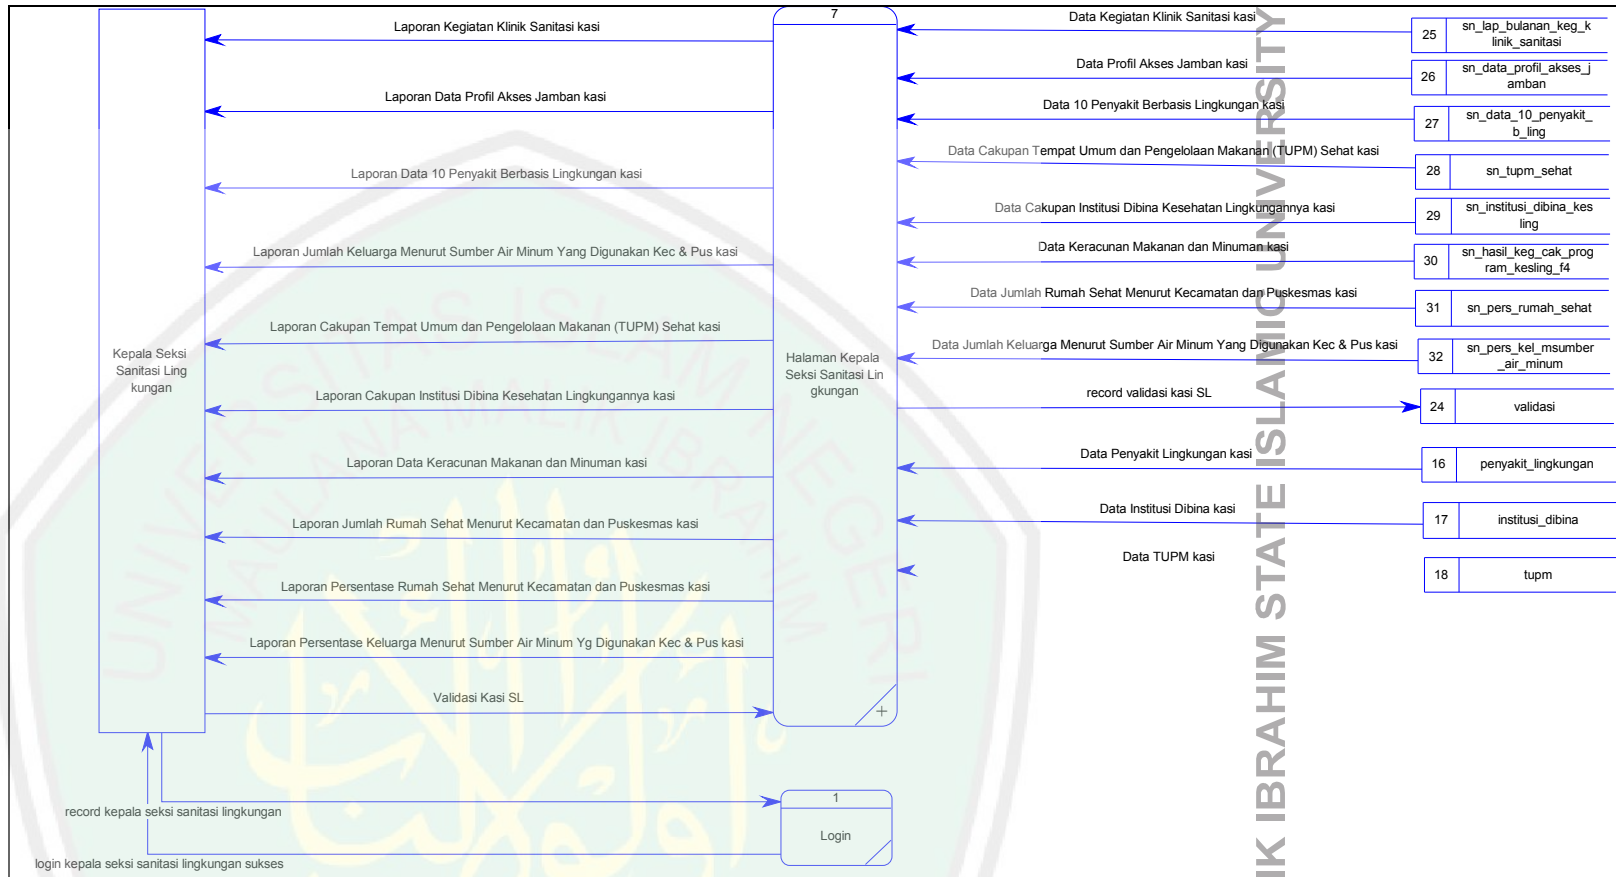 7
Laporan Kegiatan Klinik Sanitasi kasi
Data Kegiatan Klinik Sanitasi kasi
25
sn_lap_bulanan_keg_k
linik_sanitasi
Data Profil Akses Jamban kasi
26
sn_data_profil_akses_j
amban
Laporan Data Profil Akses Jamban kasi
Data 10 Penyakit Berbasis Lingkungan kasi
27
sn_data_10_penyakit_
b_ling
Data Cakupan Tempat Umum dan Pengelolaan Makanan (TUPM) Sehat kasi
28
sn_tupm_sehat
Laporan Data 10 Penyakit Berbasis Lingkungan kasi
Data Cakupan Institusi Dibina Kesehatan Lingkungannya kasi
29
sn_institusi_dibina_kes
ling
Laporan Jumlah Keluarga Menurut Sumber Air Minum Yang Digunakan Kec & Pus kasi
Data Keracunan Makanan dan Minuman kasi
30
sn_hasil_keg_cak_prog
ram_kesling_f4
Data Jumlah Rumah Sehat Menurut Kecamatan dan Puskesmas kasi
31
sn_pers_rumah_sehat
Laporan Cakupan Tempat Umum dan Pengelolaan Makanan (TUPM) Sehat kasi
Data Jumlah Keluarga Menurut Sumber Air Minum Yang Digunakan Kec & Pus kasi
32
sn_pers_kel_msumber
_air_minum
Kepala Seksi
Sanitasi Ling
kungan
Halaman Kepala
Seksi Sanitasi Lin
gkungan
Laporan Cakupan Institusi Dibina Kesehatan Lingkungannya kasi
record validasi kasi SL
24
validasi
Laporan Data Keracunan Makanan dan Minuman kasi
Data Penyakit Lingkungan kasi
16
penyakit_lingkungan
Laporan Jumlah Rumah Sehat Menurut Kecamatan dan Puskesmas kasi
Data Institusi Dibina kasi
17
institusi_dibina
Data TUPM kasi
18
tupm
Laporan Persentase Rumah Sehat Menurut Kecamatan dan Puskesmas kasi
Laporan Persentase Keluarga Menurut Sumber Air Minum Yg Digunakan Kec & Pus kasi
Validasi Kasi SL
+
record kepala seksi sanitasi lingkungan
1
Login
login kepala seksi sanitasi lingkungan sukses
UNIVERSITAS ISLAM NEGERI
MAULANA MALIK IBRAHIM
IK IBRAHIM STATE ISLAMIC UNIVERSITY